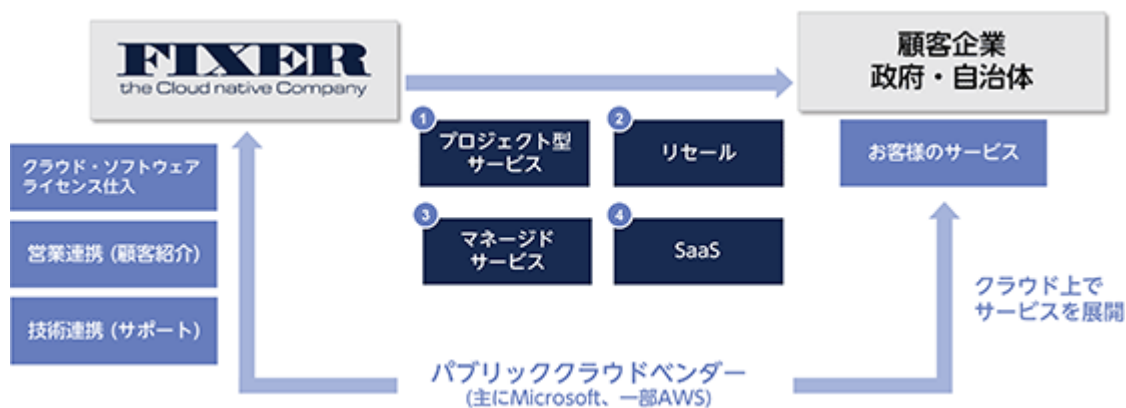 FIXER
the Cloud native Company
顧客企業
政府・自治体
1
プロジェクト型
サービス
2
リセール
お客様のサービス
クラウド・ソフトウェア
ライセンス仕入
営業連携 (顧客紹介)
技術連携 (サポート)
3
マネージド
サービス
4
SaaS
クラウド上で
サービスを展開
パブリッククラウドベンダー
(主にMicrosoft、一部AWS)